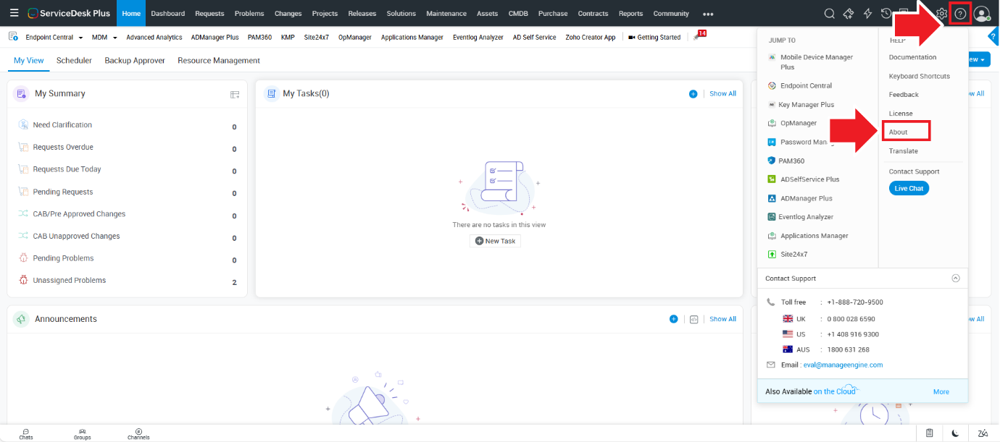 ServiceDesk Plus
Home Dashboard Requests Problems Changes Projects Releases Solutions Maintenance Assets CMDB Purchase Contracts Reports Community
Endpoint Central MDM Advanced Analytics ADManager Plus PAM360 KMP Site24x7 OpManager Applications Manager Eventlog Analyzer AD Self Service Zoho Creator App Getting Started 14
My View Scheduler Backup Approver Resource Management
My Summary
Need Clarification 0
Requests Overdue 0
Requests Due Today 0
Pending Requests 0
CAB/Pre Approved Changes 0
CAB Unapproved Changes 0
Pending Problems 0
Unassigned Problems 2
My Tasks(0) Show All
There are no tasks in this view
New Task
Announcements Show All
JUMP TO
Mobile Device Manager
Plus
Endpoint Central
Key Manager Plus
OpManager
Password
PAM360
ADSelfService Plus
ADManager Plus
Eventlog Analyzer
Applications Manager
Site24x7
HELP
Documentation
Keyboard Shortcuts
Feedback
License
About
Translate
Contact Support
Live Chat
Contact Support
Toll free : +1-888-720-9500
UK : 0 800 028 6590
US : +1 408 916 9300
AUS : 1800 631 268
Email : eval@manageengine.com
Also Available on the Cloud More
Chats Groups Channels